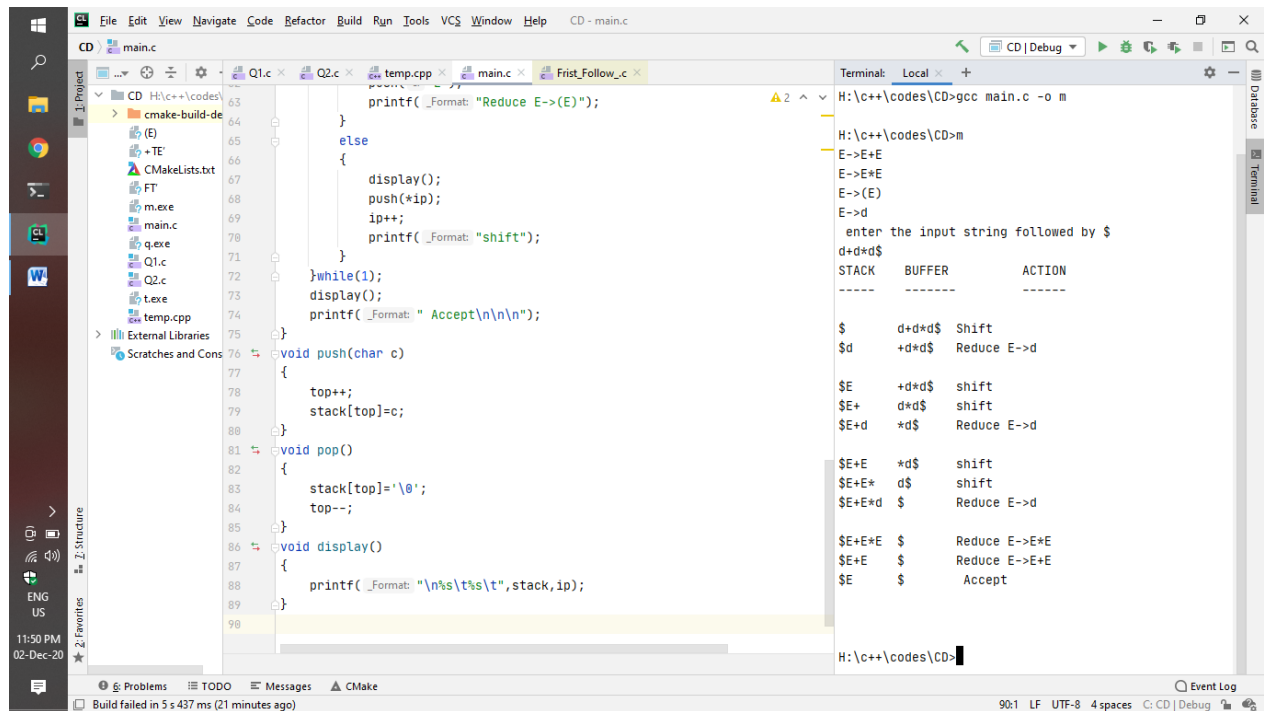 File Edit View Navigate Code Refactor Build Run Tools VCS Window Help CD - main.c
CD main.c
CD | Debug
1: Project
Q1.c
Q2.c
temp.cpp
main.c
Frist_Follow_.c
CD H:\c++\codes\
cmake-build-de
(E)
+TE'
CMakeLists.txt
FT'
m.exe
main.c
q.exe
Q1.c
Q2.c
t.exe
temp.cpp
External Libraries
Scratches and Cons
63 printf( _Format: "Reduce E->(E)");
64 }
65 else
66 {
67 display();
68 push(*ip);
69 ip++;
70 printf( _Format: "shift");
71 }
72 }while(1);
73 display();
74 printf( _Format: " Accept\n\n\n");
75 }
76 void push(char c)
77 {
78 top++;
79 stack[top]=c;
80 }
81 void pop()
82 {
83 stack[top]='\0';
84 top--;
85 }
86 void display()
87 {
88 printf( _Format: "\n%s\t%s\t",stack,ip);
89 }
90
2
Terminal: Local × +
H:\c++\codes\CD>gcc main.c -o m
H:\c++\codes\CD>m
E->E+E
E->E*E
E->(E)
E->d
enter the input string followed by $
d+d*d$
STACK BUFFER ACTION
----- ------- ------
$ d+d*d$ Shift
$d +d*d$ Reduce E->d
$E +d*d$ shift
$E+ d*d$ shift
$E+d *d$ Reduce E->d
$E+E *d$ shift
$E+E* d$ shift
$E+E*d $ Reduce E->d
$E+E*E $ Reduce E->E*E
$E+E $ Reduce E->E+E
$E $ Accept
H:\c++\codes\CD>
Database
Terminal
Z: Structure
2: Favorites
ENG
US
11:50 PM
02-Dec-20
6: Problems TODO Messages CMake Event Log
Build failed in 5 s 437 ms (21 minutes ago) 90:1 LF UTF-8 4 spaces C: CD | Debug